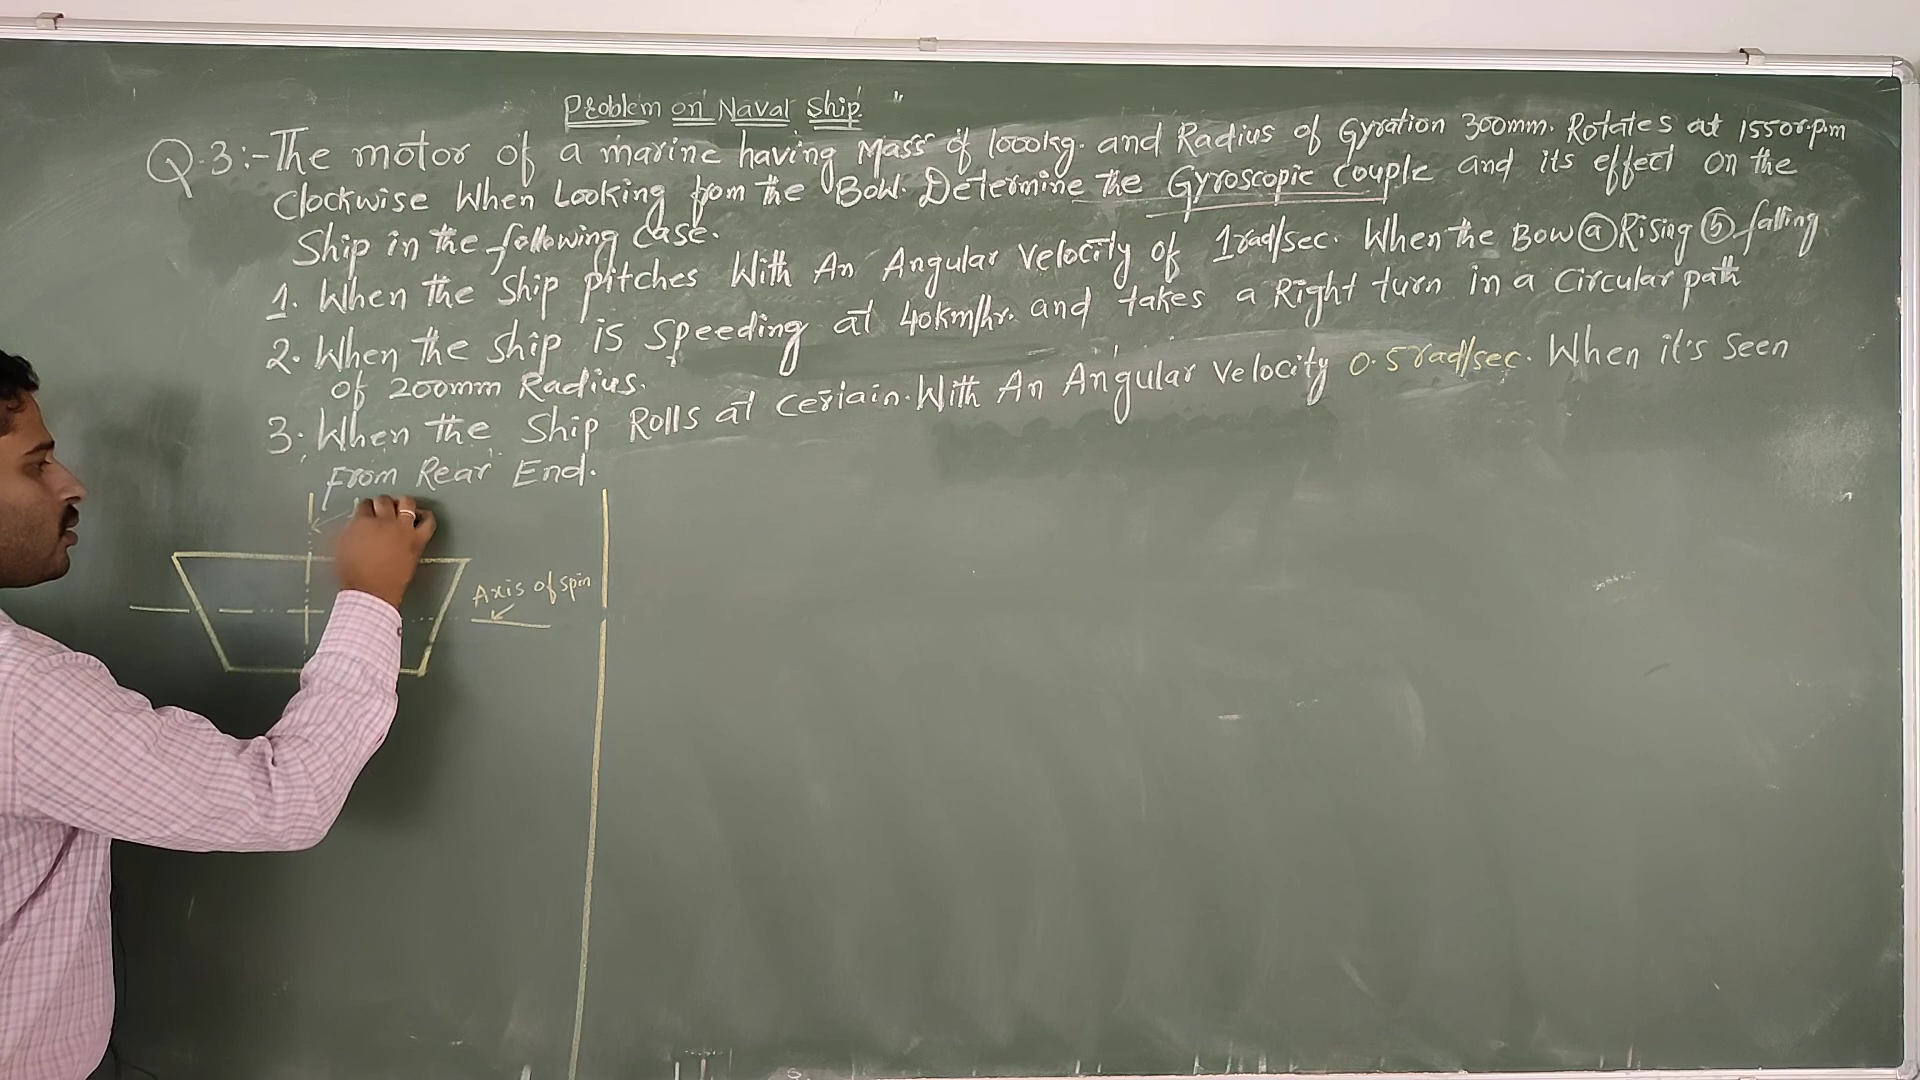 Problem on Naval Ship "
Q.3:- The motor of a marine having Mass of 1000kg. and Radius of Gyration 300mm. Rotates at 1550r.p.m
Clockwise When Looking from the Bow. Determine the Gyroscopic Couple and its effect on the
Ship in the following case.
1. When the Ship pitches With An Angular Velocity of 1rad/sec. When the Bow ⓐ Rising ⓑ falling
2. When the Ship is Speeding at 40km/hr. and takes a Right turn in a Circular path
of 200mm Radius.
3. When the Ship Rolls at certain. With An Angular Velocity 0.5rad/sec. When it's Seen
From Rear End.
Axis of spin